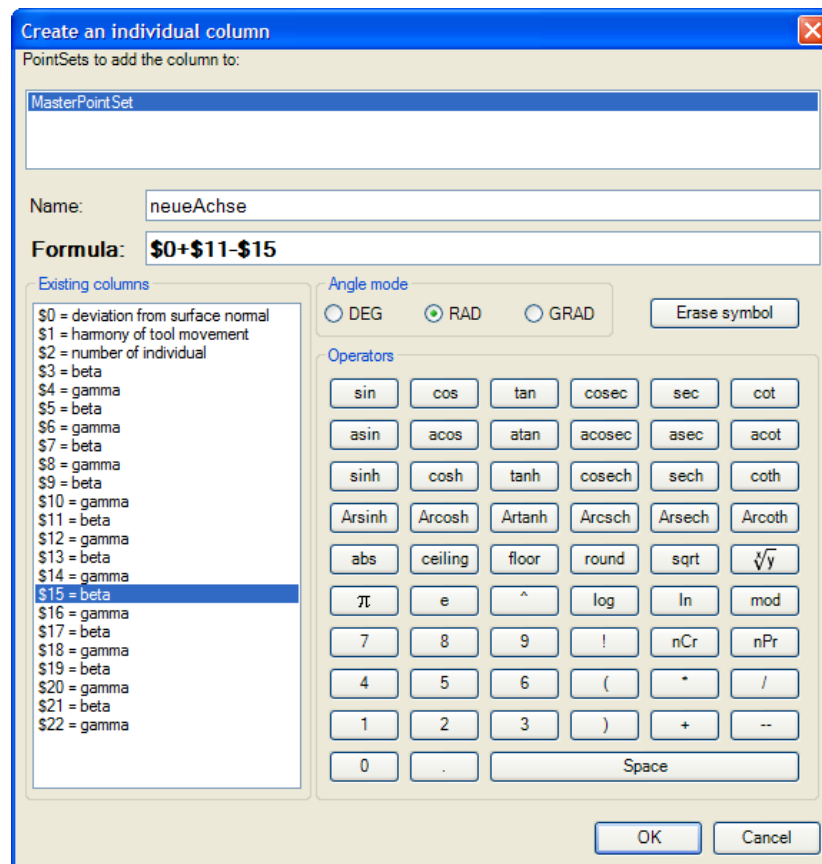 Create an individual column
PointSets to add the column to:
MasterPointSet
Name: neueAchse
Formula: $0+$11-$15
Existing columns
$0 = deviation from surface normal
$1 = harmony of tool movement
$2 = number of individual
$3 = beta
$4 = gamma
$5 = beta
$6 = gamma
$7 = beta
$8 = gamma
$9 = beta
$10 = gamma
$11 = beta
$12 = gamma
$13 = beta
$14 = gamma
$15 = beta
$16 = gamma
$17 = beta
$18 = gamma
$19 = beta
$20 = gamma
$21 = beta
$22 = gamma
Angle mode
DEG RAD GRAD
Erase symbol
Operators
sin cos tan cosec sec cot
asin acos atan acosec asec acot
sinh cosh tanh cosech sech coth
Arsinh Arcosh Artanh Arcsch Arsech Arcoth
abs ceiling floor round sqrt ˣ√y
π e ^ log ln mod
7 8 9 ! nCr nPr
4 5 6 ( * /
1 2 3 ) + --
0 . Space
OK Cancel